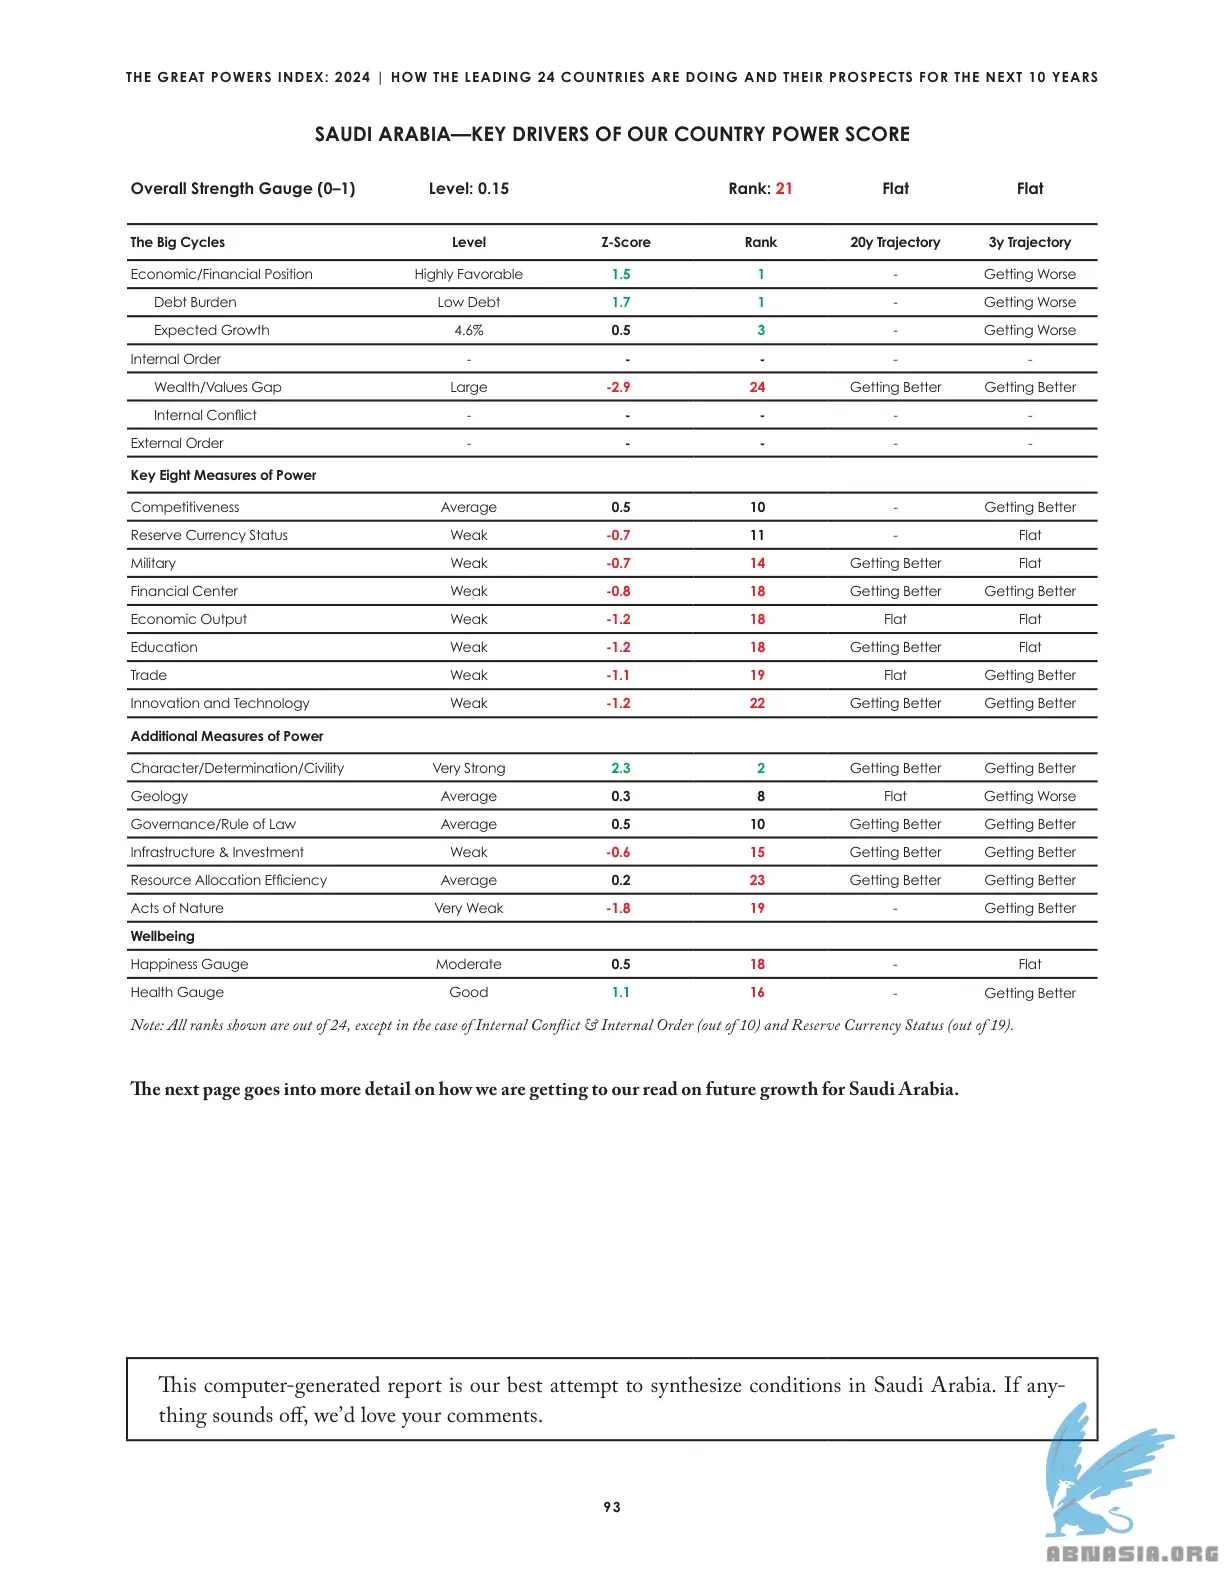 THE GREAT POWERS INDEX: 2024 | HOW THE LEADING 24 COUNTRIES ARE DOING AND THEIR PROSPECTS FOR THE NEXT 10 YEARS
SAUDI ARABIA—KEY DRIVERS OF OUR COUNTRY POWER SCORE
Overall Strength Gauge (0–1) Level: 0.15 Rank: 21 Flat Flat
The Big Cycles Level Z-Score Rank 20y Trajectory 3y Trajectory
Economic/Financial Position Highly Favorable 1.5 1 - Getting Worse
Debt Burden Low Debt 1.7 1 - Getting Worse
Expected Growth 4.6% 0.5 3 - Getting Worse
Internal Order - - - - -
Wealth/Values Gap Large -2.9 24 Getting Better Getting Better
Internal Conflict - - - - -
External Order - - - - -
Key Eight Measures of Power
Competitiveness Average 0.5 10 - Getting Better
Reserve Currency Status Weak -0.7 11 - Flat
Military Weak -0.7 14 Getting Better Flat
Financial Center Weak -0.8 18 Getting Better Getting Better
Economic Output Weak -1.2 18 Flat Flat
Education Weak -1.2 18 Getting Better Flat
Trade Weak -1.1 19 Flat Getting Better
Innovation and Technology Weak -1.2 22 Getting Better Getting Better
Additional Measures of Power
Character/Determination/Civility Very Strong 2.3 2 Getting Better Getting Better
Geology Average 0.3 8 Flat Getting Worse
Governance/Rule of Law Average 0.5 10 Getting Better Getting Better
Infrastructure & Investment Weak -0.6 15 Getting Better Getting Better
Resource Allocation Efficiency Average 0.2 23 Getting Better Getting Better
Acts of Nature Very Weak -1.8 19 - Getting Better
Wellbeing
Happiness Gauge Moderate 0.5 18 - Flat
Health Gauge Good 1.1 16 - Getting Better
Note: All ranks shown are out of 24, except in the case of Internal Conflict & Internal Order (out of 10) and Reserve Currency Status (out of 19).
The next page goes into more detail on how we are getting to our read on future growth for Saudi Arabia.
This computer-generated report is our best attempt to synthesize conditions in Saudi Arabia. If any-
thing sounds off, we'd love your comments.
93
ABNASIA.ORG